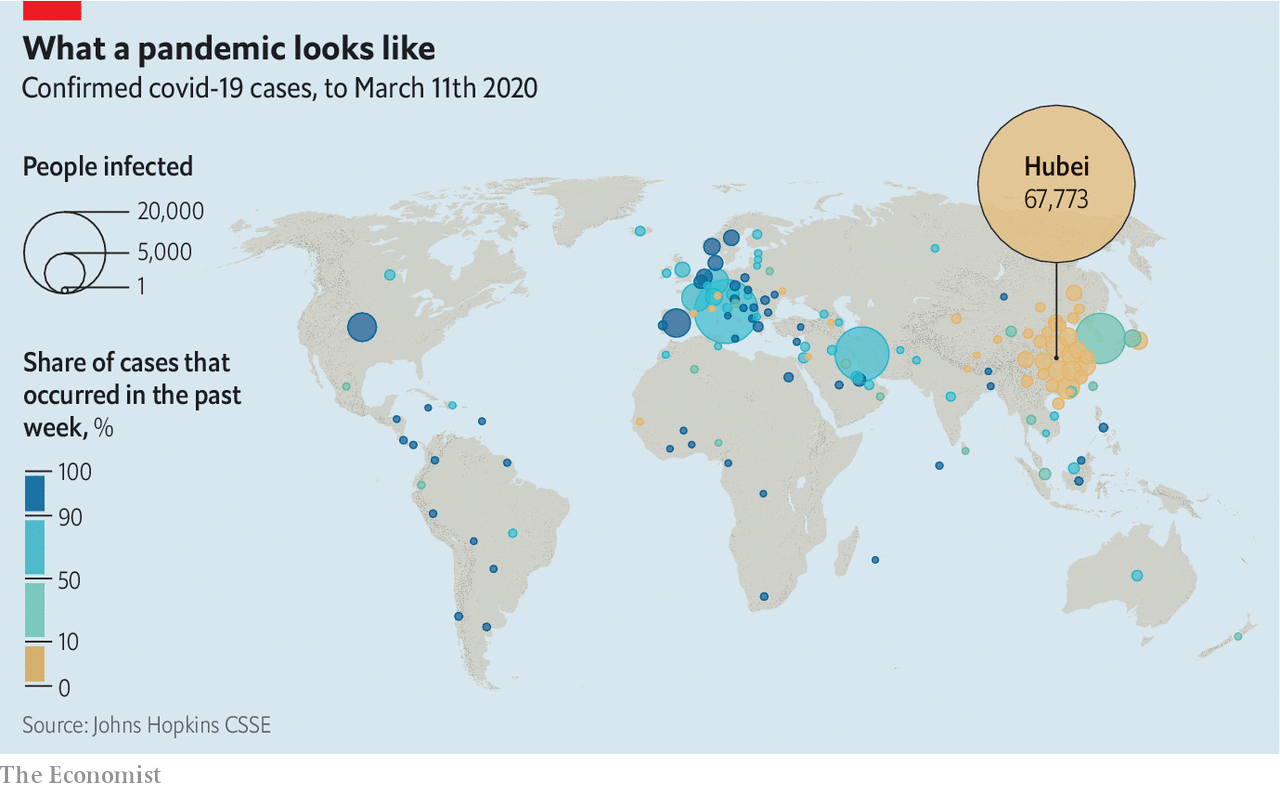 What a pandemic looks like
Confirmed covid-19 cases, to March 11th 2020
People infected
20,000
5,000
1
Hubei
67,773
Share of cases that
occurred in the past
week, %
100
90
50
10
0
Source: Johns Hopkins CSSE
The Economist